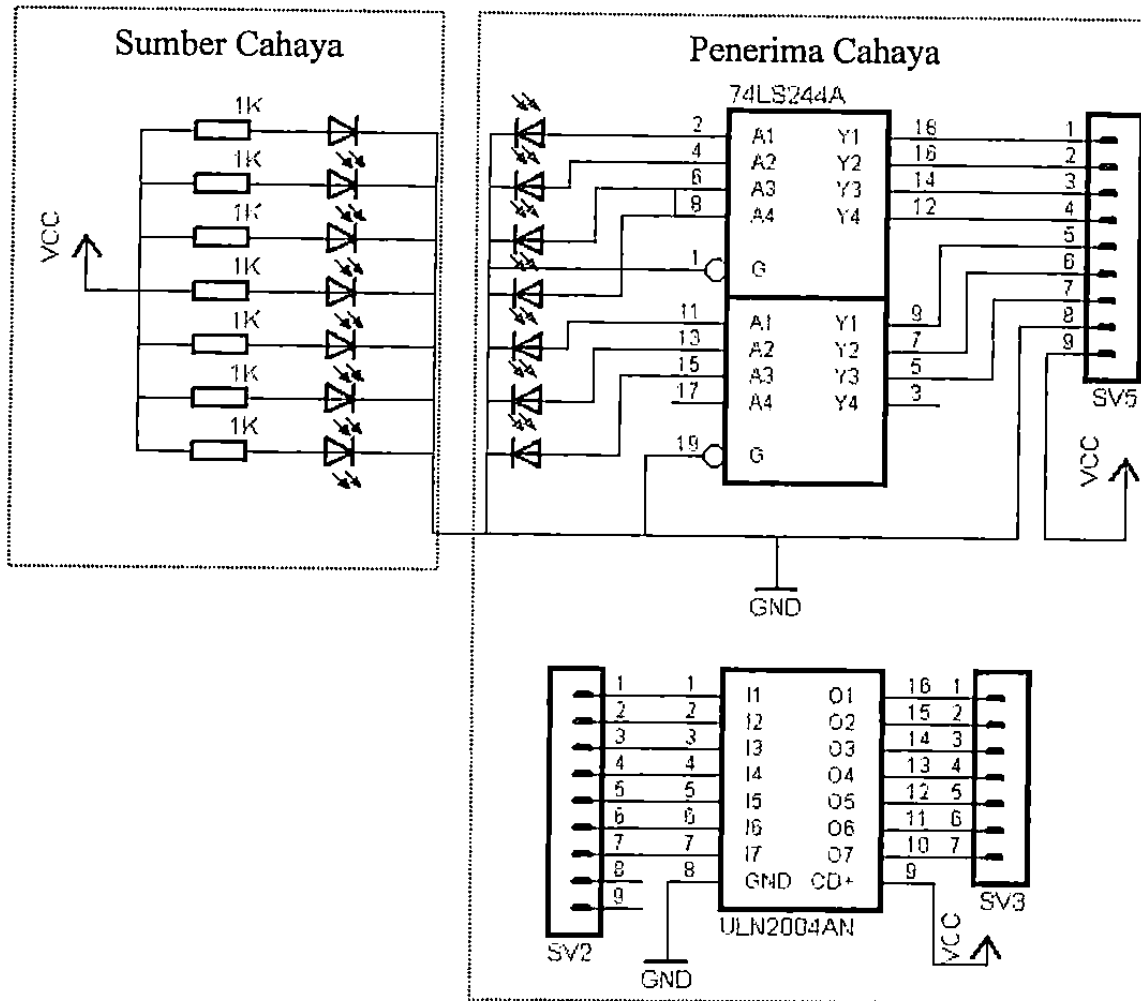 Sumber Cahaya
1K
1K
1K
1K
1K
1K
1K
VCC
Penerima Cahaya
74LS244A
2 A1 Y1 18 1
4 A2 Y2 16 2
6 A3 Y3 14 3
8 A4 Y4 12 4
5
1 G 6
7
11 A1 Y1 9 8
13 A2 Y2 7 9
15 A3 Y3 5
17 A4 Y4 3
19 G
SV5
VCC
GND
1 1 I1 O1 16 1
2 2 I2 O2 15 2
3 3 I3 O3 14 3
4 4 I4 O4 13 4
5 5 I5 O5 12 5
6 6 I6 O6 11 6
7 7 I7 O7 10 7
8 8 GND CD+ 9
9
SV2
ULN2004AN
SV3
GND
VCC